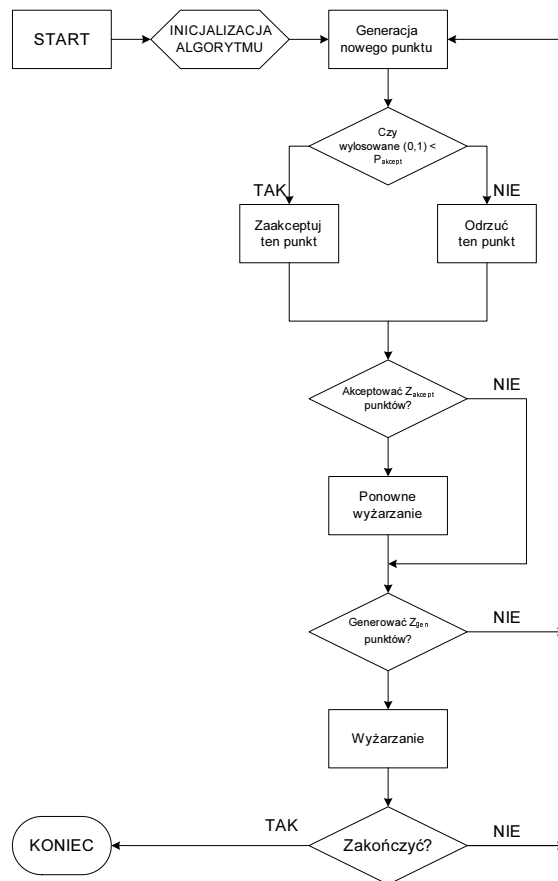 START
INICJALIZACJA
ALGORYTMU
Generacja
nowego punktu
Czy
wylosowane (0,1) <
Pakcept
TAK
NIE
Zaakceptuj
ten punkt
Odrzuć
ten punkt
Akceptować Zakcept
punktów?
NIE
Ponowne
wyżarzanie
Generować Zgen
punktów?
NIE
Wyżarzanie
Zakończyć?
TAK
NIE
KONIEC